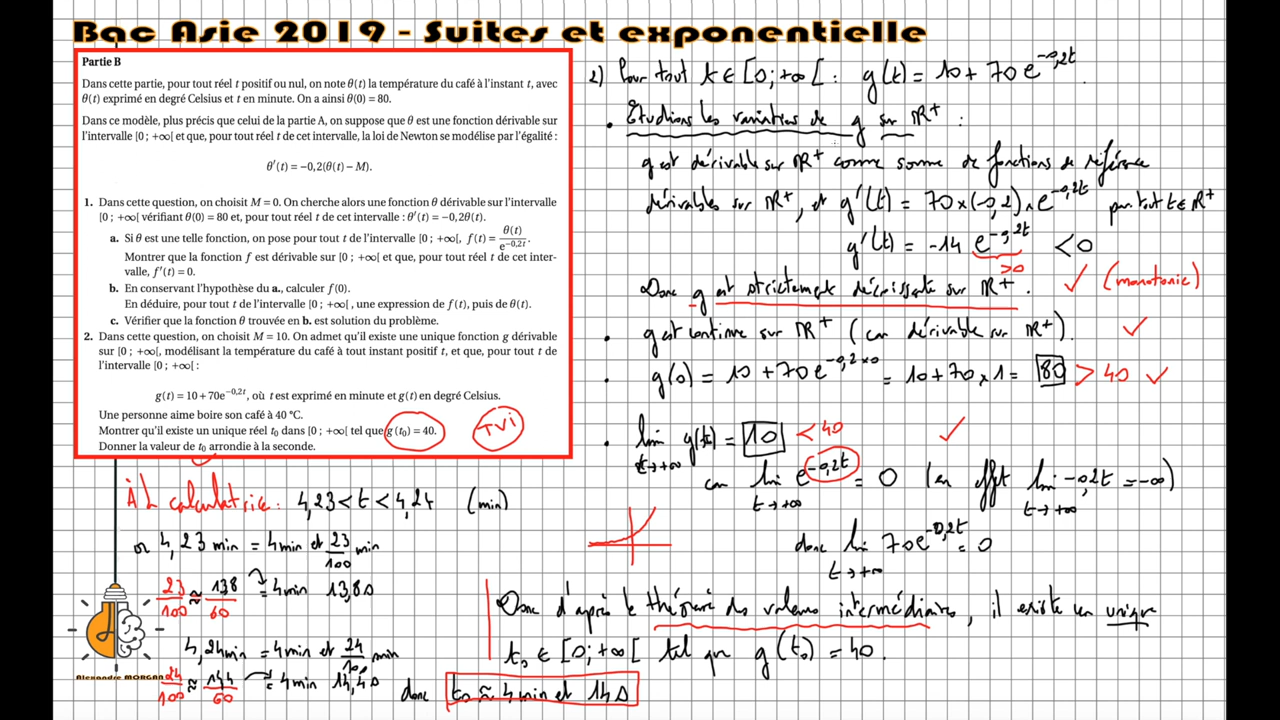 Bac Asie 2019 - Suites et exponentielle
Partie B
Dans cette partie, pour tout réel t positif ou nul, on note θ(t) la température du café à l'instant t, avec
θ(t) exprimé en degré Celsius et t en minute. On a ainsi θ(0) = 80.
Dans ce modèle, plus précis que celui de la partie A, on suppose que θ est une fonction dérivable sur
l'intervalle [0 ; +∞[ et que, pour tout réel t de cet intervalle, la loi de Newton se modélise par l'égalité :
θ′(t) = −0,2(θ(t) − M).
1. Dans cette question, on choisit M = 0. On cherche alors une fonction θ dérivable sur l'intervalle
[0 ; +∞[ vérifiant θ(0) = 80 et, pour tout réel t de cet intervalle : θ′(t) = −0,2θ(t).
a. Si θ est une telle fonction, on pose pour tout t de l'intervalle [0 ; +∞[, f(t) = θ(t)/e^−0,2t.
Montrer que la fonction f est dérivable sur [0 ; +∞[ et que, pour tout réel t de cet inter-
valle, f′(t) = 0.
b. En conservant l'hypothèse du a., calculer f(0).
En déduire, pour tout t de l'intervalle [0 ; +∞[, une expression de f(t), puis de θ(t).
c. Vérifier que la fonction θ trouvée en b. est solution du problème.
2. Dans cette question, on choisit M = 10. On admet qu'il existe une unique fonction g dérivable
sur [0 ; +∞[, modélisant la température du café à tout instant positif t, et que, pour tout t de
l'intervalle [0 ; +∞[ :
g(t) = 10 + 70e^−0,2t, où t est exprimé en minute et g(t) en degré Celsius.
Une personne aime boire son café à 40 °C.
Montrer qu'il existe un unique réel t₀ dans [0 ; +∞[ tel que g(t₀) = 40.
TVI
Donner la valeur de t₀ arrondie à la seconde.
À la calculatrice : 4,23 < t < 4,24 (min)
or 4,23 min = 4min et 23/100 min
23/100 ≈ 13,8/60 = 4min 13,8s
4,24min = 4min et 24/100 min
24/100 ≈ 14,4/60 = 4min 14,4s
donc t₀ ≈ 4min et 14s
Alexandre MORGAN
2) Pour tout t ∈ [0 ; +∞[ : g(t) = 10 + 70e^−0,2t
• Etudions les variations de g sur ℝ+ :
g est dérivable sur ℝ+ comme somme de fonctions de référence
dérivables sur ℝ+, et g′(t) = 70×(−0,2)×e^−0,2t pour tout t∈ℝ+
g′(t) = −14 e^−0,2t < 0
>0
Donc g est strictement décroissante sur ℝ+. ✓ (monotonie)
• g est continue sur ℝ+ (car dérivable sur ℝ+). ✓
• g(0) = 10 + 70e^−0,2×0 = 10 + 70×1 = 80 > 40 ✓
• lim t→+∞ g(t) = 10 < 40 ✓
car lim t→+∞ e^−0,2t = 0 (en effet lim t→+∞ −0,2t = −∞)
donc lim t→+∞ 70e^−0,2t = 0
Donc d'après le théorème des valeurs intermédiaires, il existe un unique
t₀ ∈ [0 ; +∞[ tel que g(t₀) = 40.